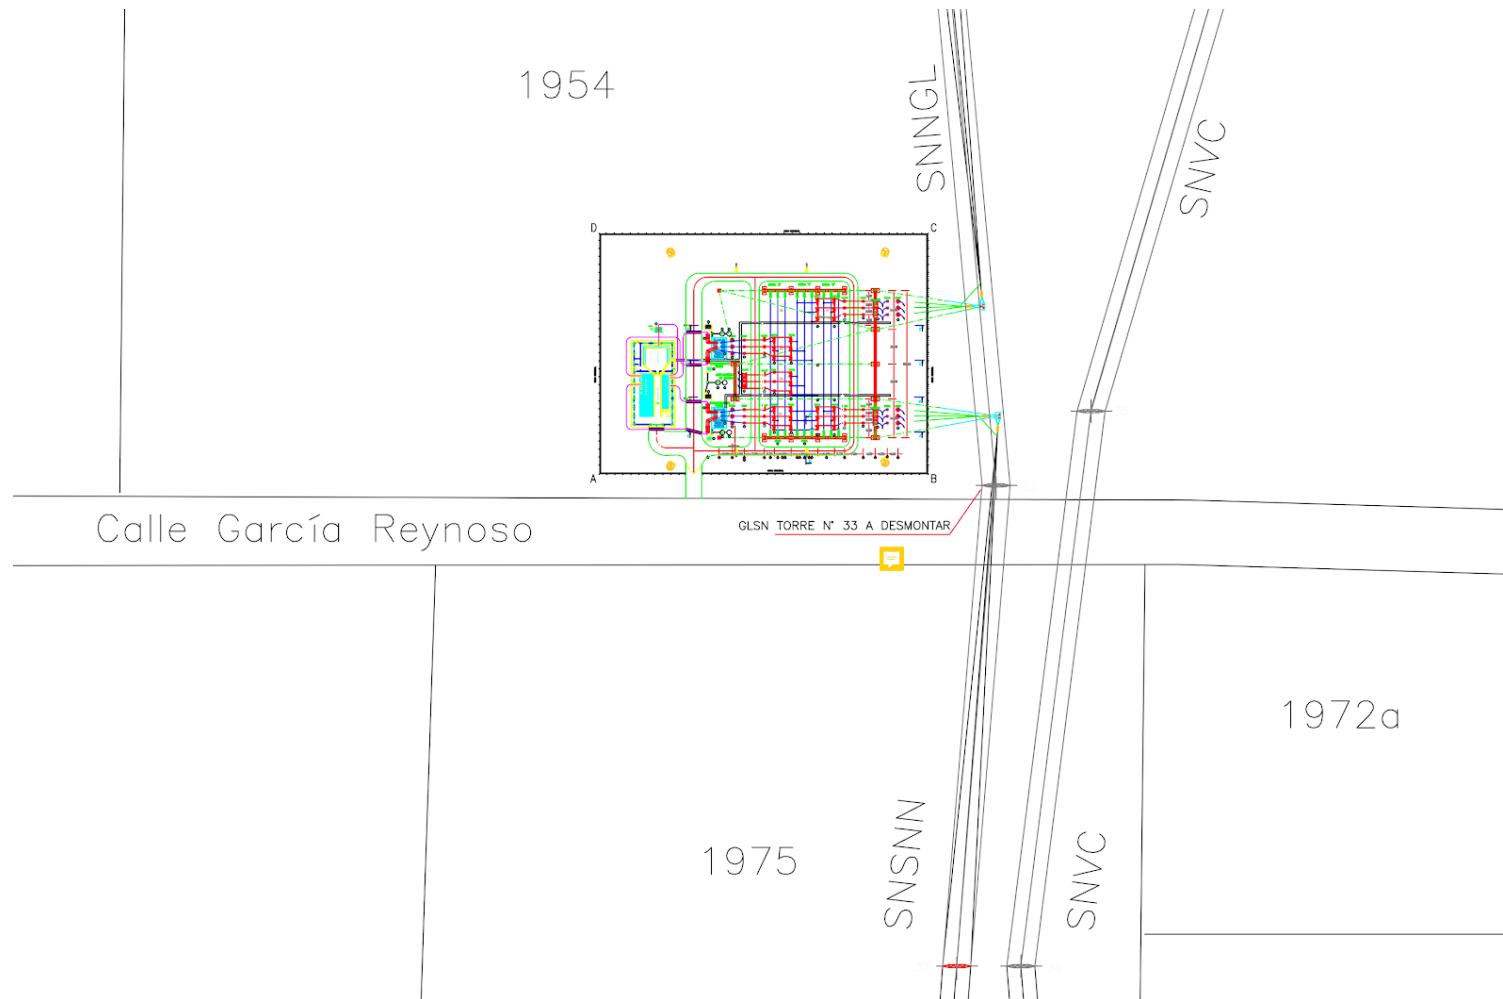 1954
SNNGL
SNVC
D
C
A
B
Calle García Reynoso
GLSN TORRE N° 33 A DESMONTAR
1972a
1975
SNSNN
SNVC